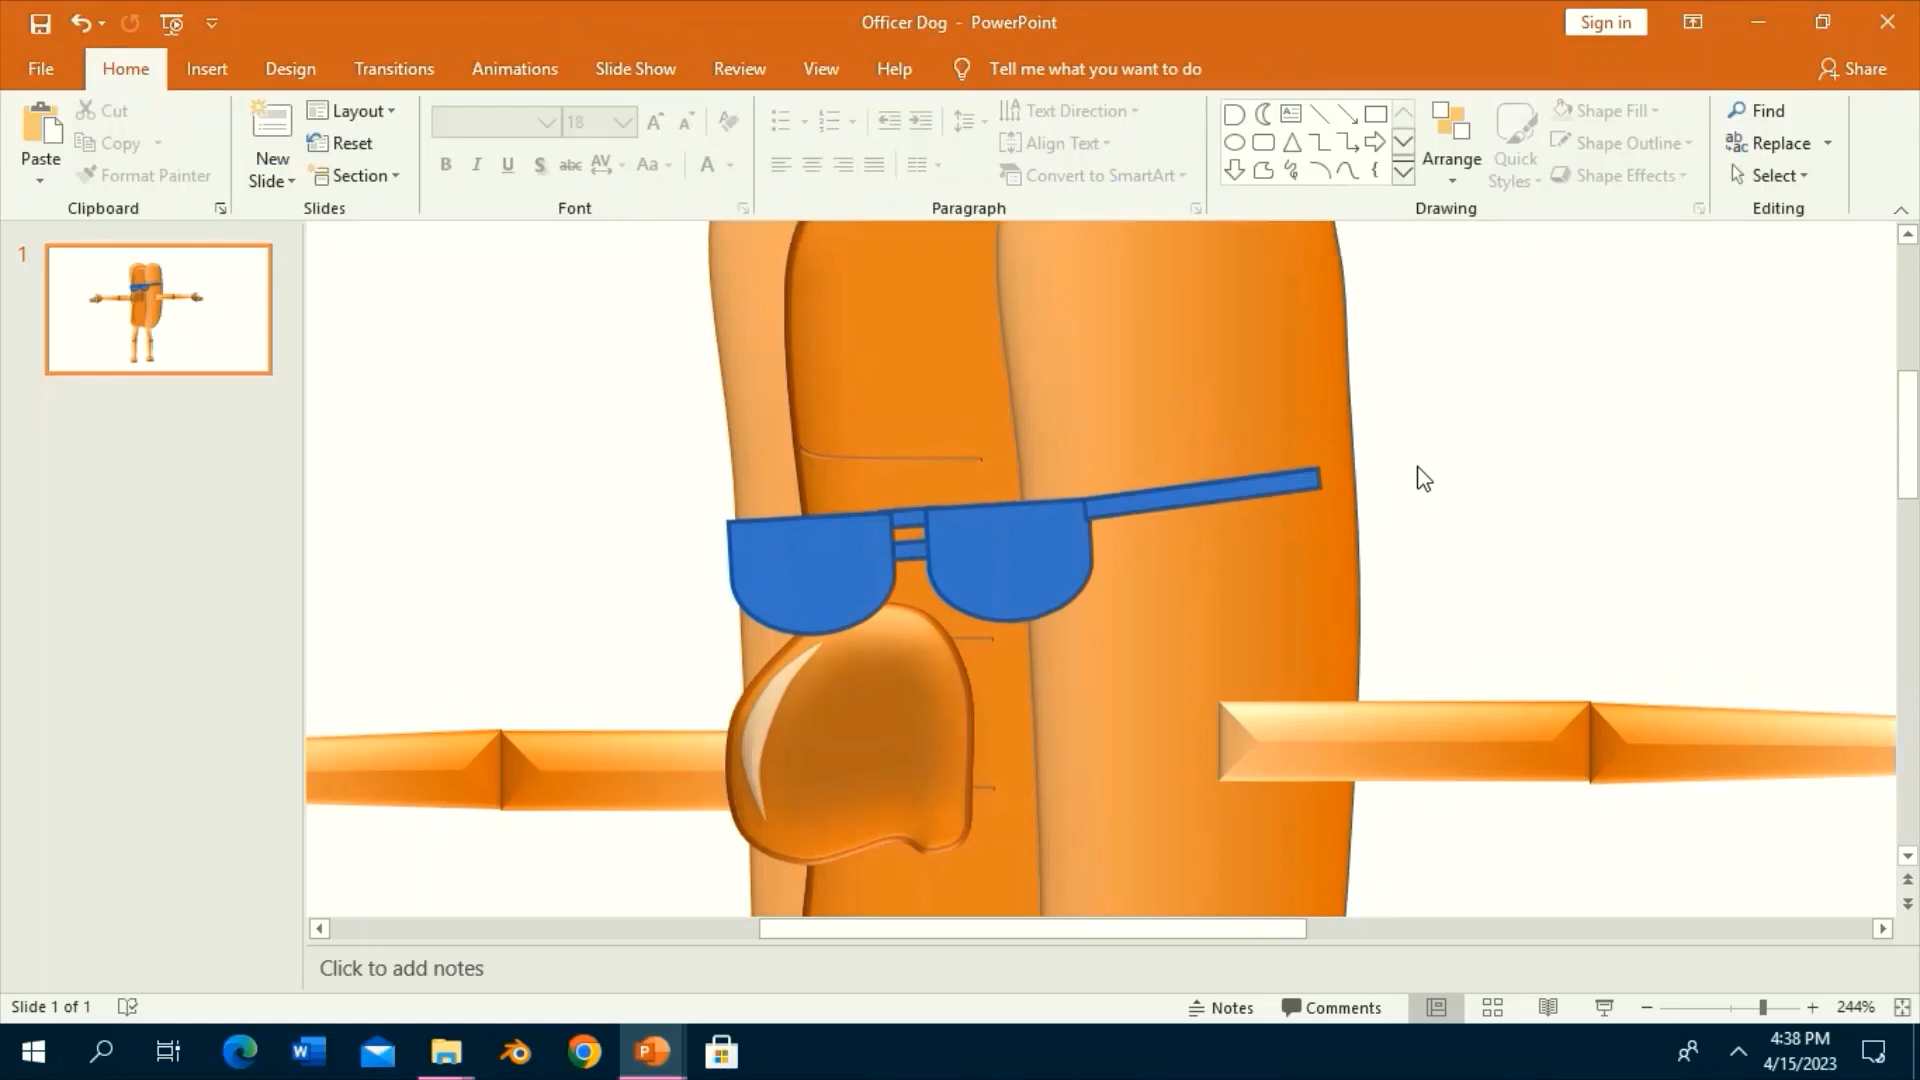 Officer Dog - PowerPoint
Sign in
File Home Insert Design Transitions Animations Slide Show Review View Help Tell me what you want to do Share
Paste
Cut
Copy
Format Painter
Clipboard
New
Slide
Layout
Reset
Section
Slides
18
B I U S abc AV Aa A
Font
Text Direction
Align Text
Convert to SmartArt
Paragraph
Arrange
Quick
Styles
Shape Fill
Shape Outline
Shape Effects
Drawing
Find
Replace
Select
Editing
1
Click to add notes
Slide 1 of 1
Notes
Comments
244%
4:38 PM
4/15/2023